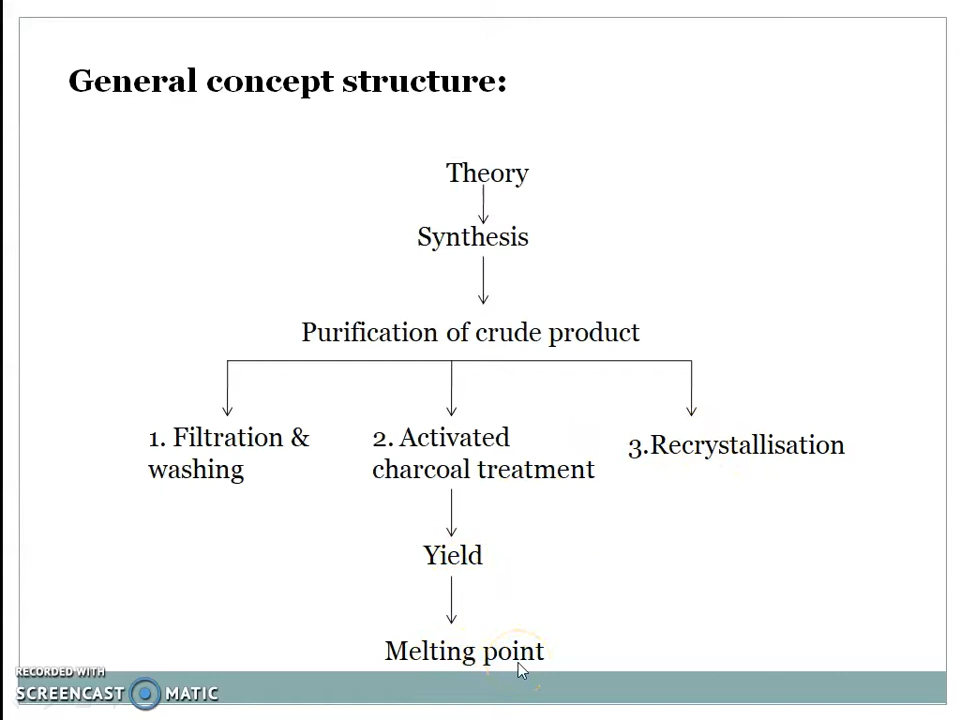 General concept structure:
Theory
Synthesis
Purification of crude product
1. Filtration &
washing
2. Activated
charcoal treatment
3.Recrystallisation
Yield
Melting point
RECORDED WITH
SCREENCAST MATIC